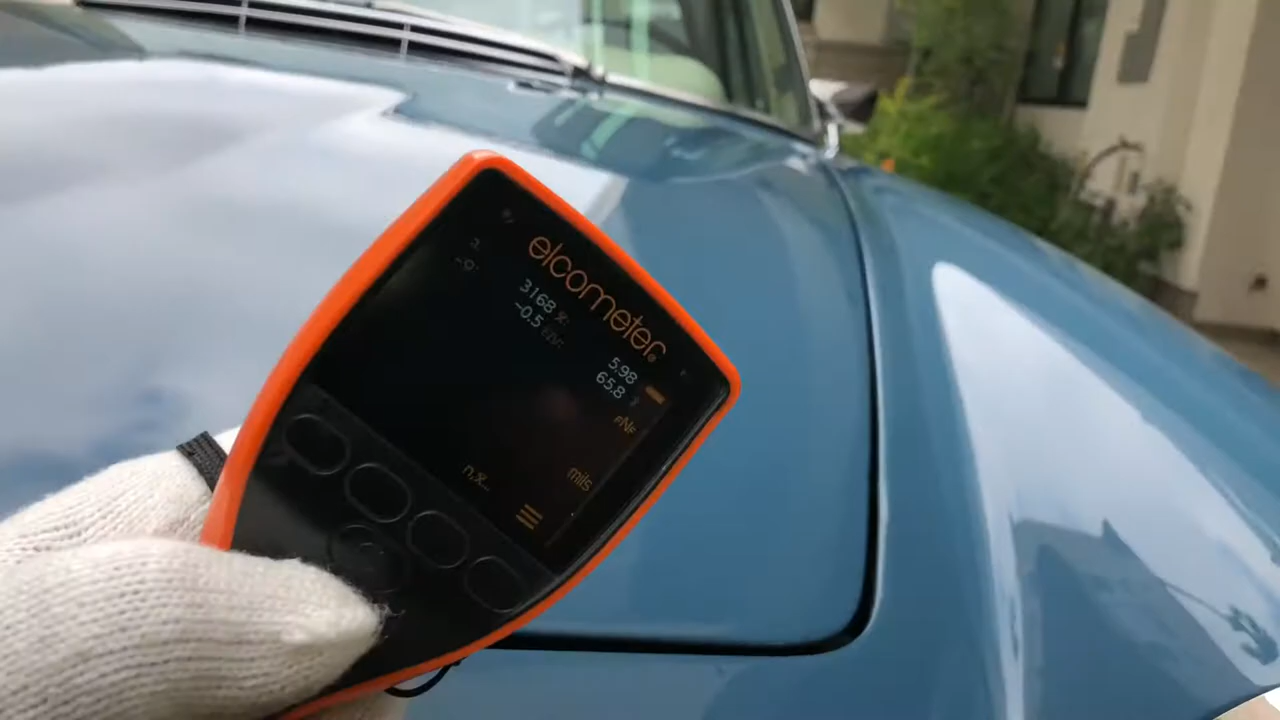 elcometer
3168 x̄:
-0.5
5.98
65.8
mils
n,x̄...